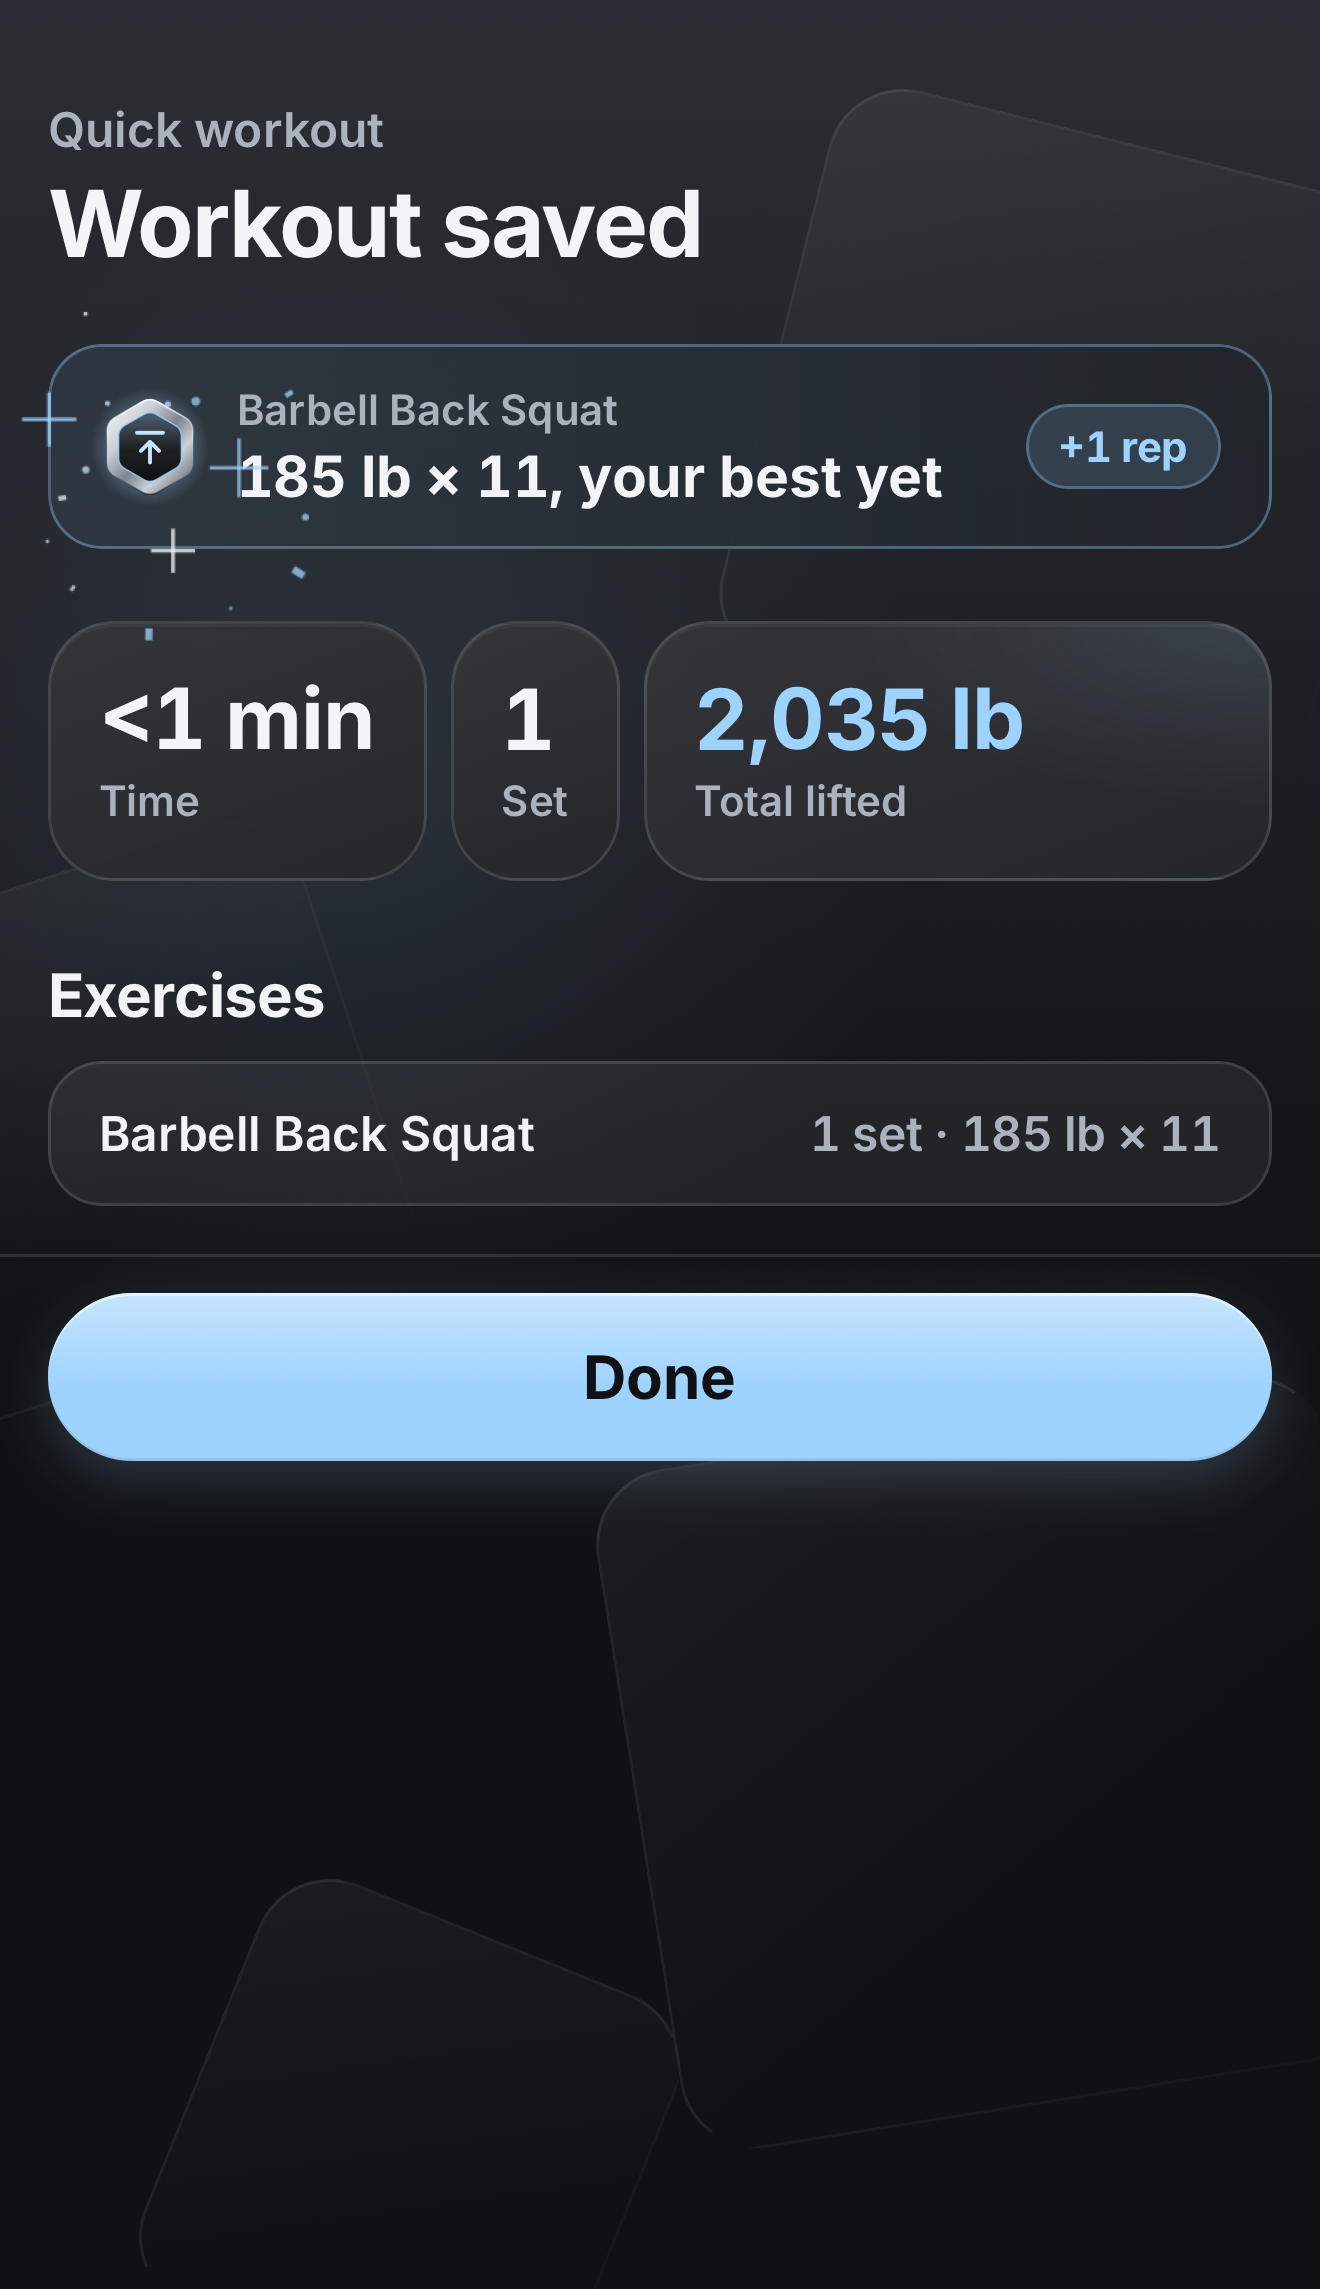 Quick workout
Workout saved
Barbell Back Squat
185 lb × 11, your best yet
+1 rep
<1 min
Time
1
Set
2,035 lb
Total lifted
Exercises
Barbell Back Squat
1 set · 185 lb × 11
Done